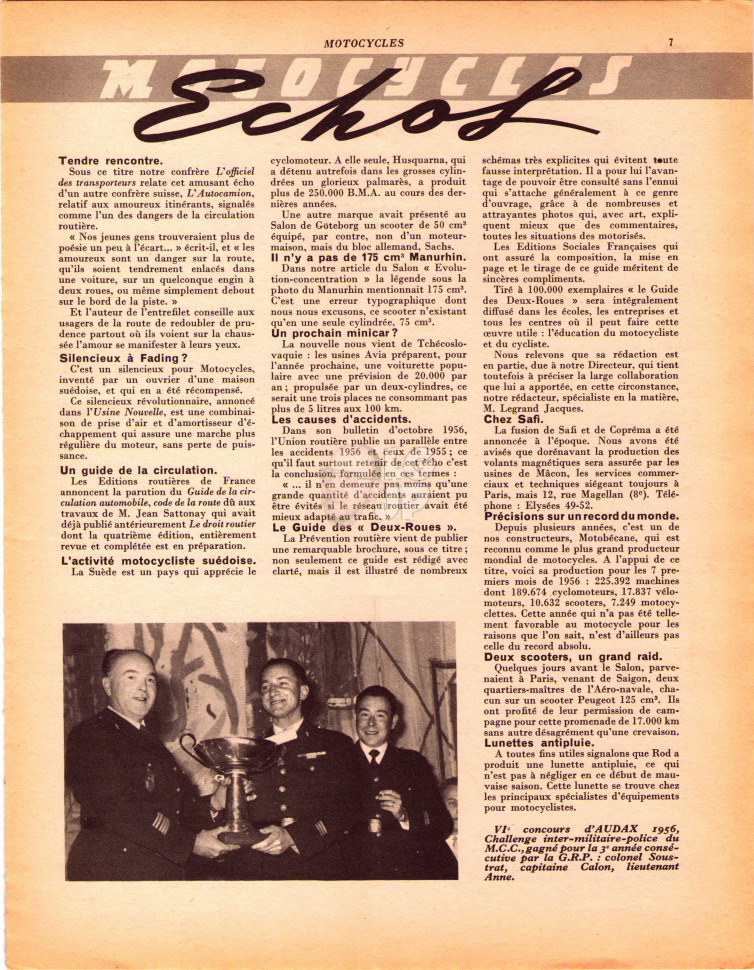 MOTOCYCLES
7
MOTOCYCLES
Echos
Tendre rencontre.
Sous ce titre notre confrère L'officiel
des transporteurs relate cet amusant écho
d'un autre confrère suisse, L'Autocamion,
relatif aux amoureux itinérants, signalés
comme l'un des dangers de la circulation
routière.
« Nos jeunes gens trouveraient plus de
poésie un peu à l'écart... » écrit-il, et « les
amoureux sont un danger sur la route,
qu'ils soient tendrement enlacés dans
une voiture, sur un quelconque engin à
deux roues, ou même simplement debout
sur le bord de la piste. »
Et l'auteur de l'entrefilet conseille aux
usagers de la route de redoubler de pru-
dence partout où ils voient sur la chaus-
sée l'amour se manifester à leurs yeux.
Silencieux à Fading ?
C'est un silencieux pour Motocycles,
inventé par un ouvrier d'une maison
suédoise, et qui en a été récompensé.
Ce silencieux révolutionnaire, annoncé
dans l'Usine Nouvelle, est une combinai-
son de prise d'air et d'amortisseur d'é-
chappement qui assure une marche plus
régulière du moteur, sans perte de puis-
sance.
Un guide de la circulation.
Les Editions routières de France
annoncent la parution du Guide de la cir-
culation automobile, code de la route dû aux
travaux de M. Jean Sattonay qui avait
déjà publié antérieurement Le droit routier
dont la quatrième édition, entièrement
revue et complétée est en préparation.
L'activité motocycliste suédoise.
La Suède est un pays qui apprécie le
cyclomoteur. A elle seule, Husquarna, qui
a détenu autrefois dans les grosses cylin-
drées un glorieux palmarès, a produit
plus de 250.000 B.M.A. au cours des der-
nières années.
Une autre marque avait présenté au
Salon de Göteborg un scooter de 50 cm³
équipé, par contre, non d'un moteur-
maison, mais du bloc allemand, Sachs.
Il n'y a pas de 175 cm³ Manurhin.
Dans notre article du Salon « Evolu-
tion-concentration » la légende sous la
photo du Manurhin mentionnait 175 cm³.
C'est une erreur typographique dont
nous nous excusons, ce scooter n'existant
qu'en une seule cylindrée, 75 cm³.
Un prochain minicar ?
La nouvelle nous vient de Tchécoslo-
vaquie : les usines Avia préparent, pour
l'année prochaine, une voiturette popu-
laire avec une prévision de 20.000 par
an ; propulsée par un deux-cylindres, ce
serait une trois places ne consommant pas
plus de 5 litres aux 100 km.
Les causes d'accidents.
Dans son bulletin d'octobre 1956,
l'Union routière publie un parallèle entre
les accidents 1956 et ceux de 1955 ; ce
qu'il faut surtout retenir de cet écho c'est
la conclusion formulée en ces termes :
« ... il n'en demeure pas moins qu'une
grande quantité d'accidents auraient pu
être évités si le réseau routier avait été
mieux adapté au trafic. »
Le Guide des « Deux-Roues ».
La Prévention routière vient de publier
une remarquable brochure, sous ce titre ;
non seulement ce guide est rédigé avec
clarté, mais il est illustré de nombreux
schémas très explicites qui évitent toute
fausse interprétation. Il a pour lui l'avan-
tage de pouvoir être consulté sans l'ennui
qui s'attache généralement à ce genre
d'ouvrage, grâce à de nombreuses et
attrayantes photos qui, avec art, expli-
quent mieux que des commentaires,
toutes les situations des motorisés.
Les Editions Sociales Françaises qui
ont assuré la composition, la mise en
page et le tirage de ce guide méritent de
sincères compliments.
Tiré à 100.000 exemplaires « le Guide
des Deux-Roues » sera intégralement
diffusé dans les écoles, les entreprises et
tous les centres où il peut faire cette
œuvre utile : l'éducation du motocycliste
et du cycliste.
Nous relevons que sa rédaction est
en partie, due à notre Directeur, qui tient
toutefois à préciser la large collaboration
que lui a apportée, en cette circonstance,
notre rédacteur, spécialiste en la matière,
M. Legrand Jacques.
Chez Safi.
La fusion de Safi et de Copréma a été
annoncée à l'époque. Nous avons été
avisés que dorénavant la production des
volants magnétiques sera assurée par les
usines de Mâcon, les services commer-
ciaux et techniques siégeant toujours à
Paris, mais 12, rue Magellan (8e). Télé-
phone : Elysées 49-52.
Précisions sur un record du monde.
Depuis plusieurs années, c'est un de
nos constructeurs, Motobécane, qui est
reconnu comme le plus grand producteur
mondial de motocycles. A l'appui de ce
titre, voici sa production pour les 7 pre-
miers mois de 1956 : 225.392 machines
dont 189.674 cyclomoteurs, 17.837 vélo-
moteurs, 10.632 scooters, 7.249 motocy-
clettes. Cette année qui n'a pas été telle-
ment favorable au motocycle pour les
raisons que l'on sait, n'est d'ailleurs pas
celle du record absolu.
Deux scooters, un grand raid.
Quelques jours avant le Salon, parve-
naient à Paris, venant de Saigon, deux
quartiers-maîtres de l'Aéro-navale, cha-
cun sur un scooter Peugeot 125 cm³. Ils
ont profité de leur permission de cam-
pagne pour cette promenade de 17.000 km
sans autre désagrément qu'une crevaison.
Lunettes antipluie.
A toutes fins utiles signalons que Rod a
produit une lunette antipluie, ce qui
n'est pas à négliger en ce début de mau-
vaise saison. Cette lunette se trouve chez
les principaux spécialistes d'équipements
pour motocyclistes.
VIe concours d'AUDAX 1956,
Challenge inter-militaire-police du
M.C.C., gagné pour la 3e année consé-
cutive par la G.R.P. : colonel Sous-
trat, capitaine Calon, lieutenant
Anne.